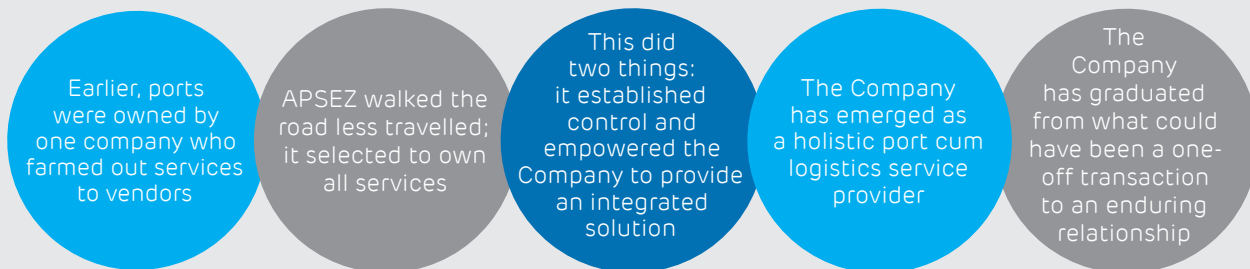 Earlier, ports
were owned by
one company who
farmed out services
to vendors
APSEZ walked the
road less travelled;
it selected to own
all services
This did
two things:
it established
control and
empowered the
Company to provide
an integrated
solution
The Company
has emerged as
a holistic port cum
logistics service
provider
The
Company
has graduated
from what could
have been a one-
off transaction
to an enduring
relationship